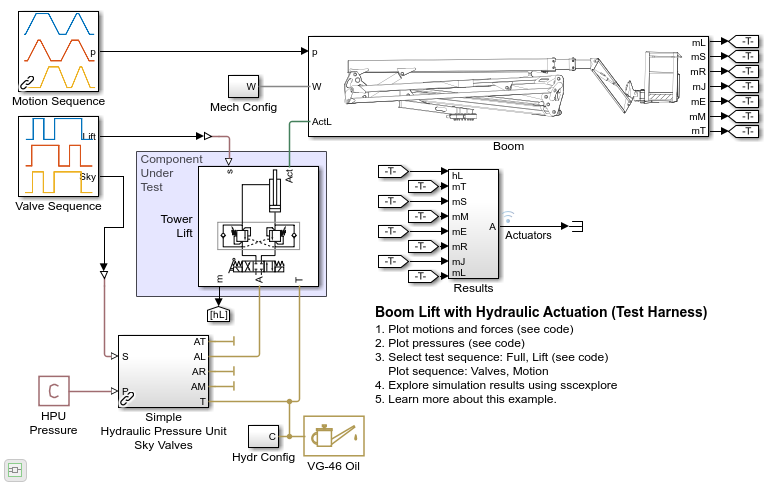 p
Motion Sequence
Lift
Sky
Valve Sequence
W
Mech Config
p
W
ActL
mL
mS
mR
mJ
mE
mM
mT
-T-
-T-
-T-
-T-
-T-
-T-
-T-
Boom
Component
Under
Test
s
Act
Tower
Lift
m
A
T
[hL]
-T-
-T-
-T-
-T-
-T-
-T-
-T-
-T-
hL
mT
mS
mM
mE
mR
mJ
mL
A
Actuators
Results
Boom Lift with Hydraulic Actuation (Test Harness)
1. Plot motions and forces (see code)
2. Plot pressures (see code)
3. Select test sequence: Full, Lift (see code)
Plot sequence: Valves, Motion
4. Explore simulation results using sscexplore
5. Learn more about this example.
S
P
AT
AL
AR
AM
T
C
HPU
Pressure
Simple
Hydraulic Pressure Unit
Sky Valves
C
Hydr Config
VG-46 Oil